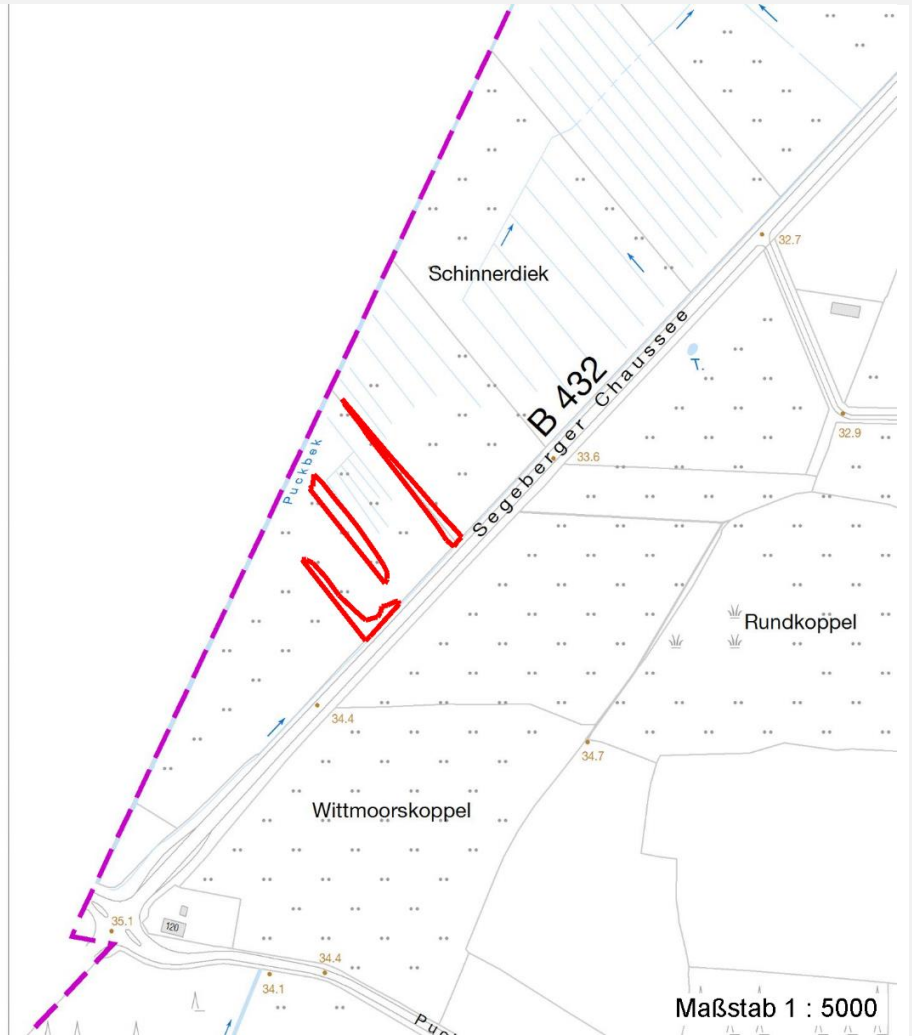 32.7
Schinnerdiek
Segeberger Chaussee
B 432
T.
32.9
33.6
Puckbek
Rundkoppel
34.4
34.7
Wittmoorskoppel
35.1
120
34.4
34.1
Maßstab 1 : 5000